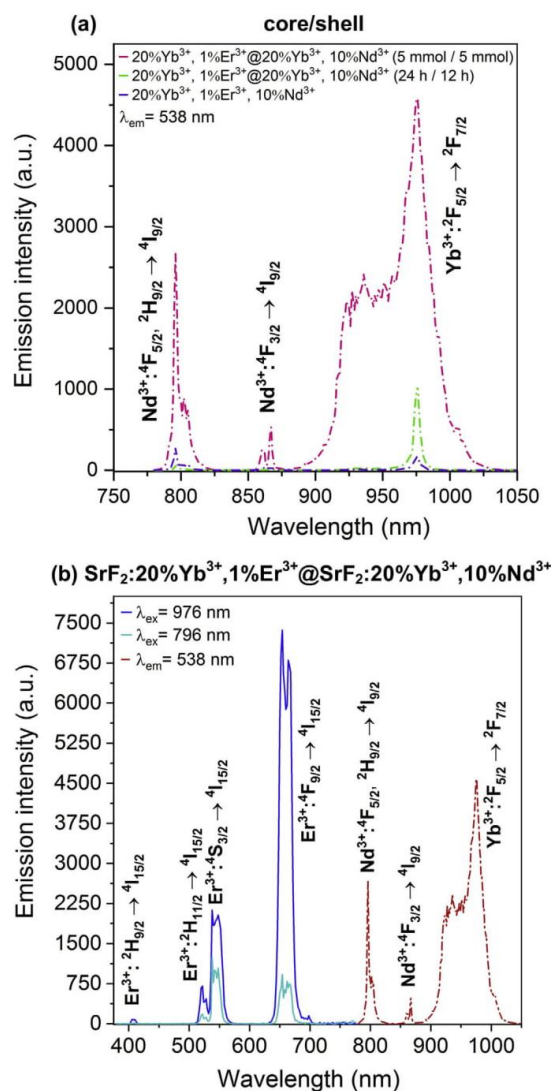 (a) core/shell
20%Yb³⁺, 1%Er³⁺@20%Yb³⁺, 10%Nd³⁺ (5 mmol / 5 mmol)
20%Yb³⁺, 1%Er³⁺@20%Yb³⁺, 10%Nd³⁺ (24 h / 12 h)
20%Yb³⁺, 1%Er³⁺, 10%Nd³⁺
λem = 538 nm
Emission intensity (a.u.)
5000
4000
3000
2000
1000
0
Nd³⁺:⁴F5/2, ²H9/2 → ⁴I9/2
Nd³⁺:⁴F3/2 → ⁴I9/2
Yb³⁺:²F5/2 → ²F7/2
750 800 850 900 950 1000 1050
Wavelength (nm)
(b) SrF₂:20%Yb³⁺,1%Er³⁺@SrF₂:20%Yb³⁺,10%Nd³⁺
λex= 976 nm
λex= 796 nm
λem= 538 nm
Emission intensity (a.u.)
7500
6750
6000
5250
4500
3750
3000
2250
1500
750
0
Er³⁺: ²H9/2 → ⁴I15/2
Er³⁺:²H11/2 → ⁴I15/2
Er³⁺:⁴S3/2 → ⁴I15/2
Er³⁺:⁴F9/2 → ⁴I15/2
Nd³⁺:⁴F5/2, ²H9/2 → ⁴I9/2
Nd³⁺:⁴F3/2 → ⁴I9/2
Yb³⁺:²F5/2 → ²F7/2
400 500 600 700 800 900 1000
Wavelength (nm)